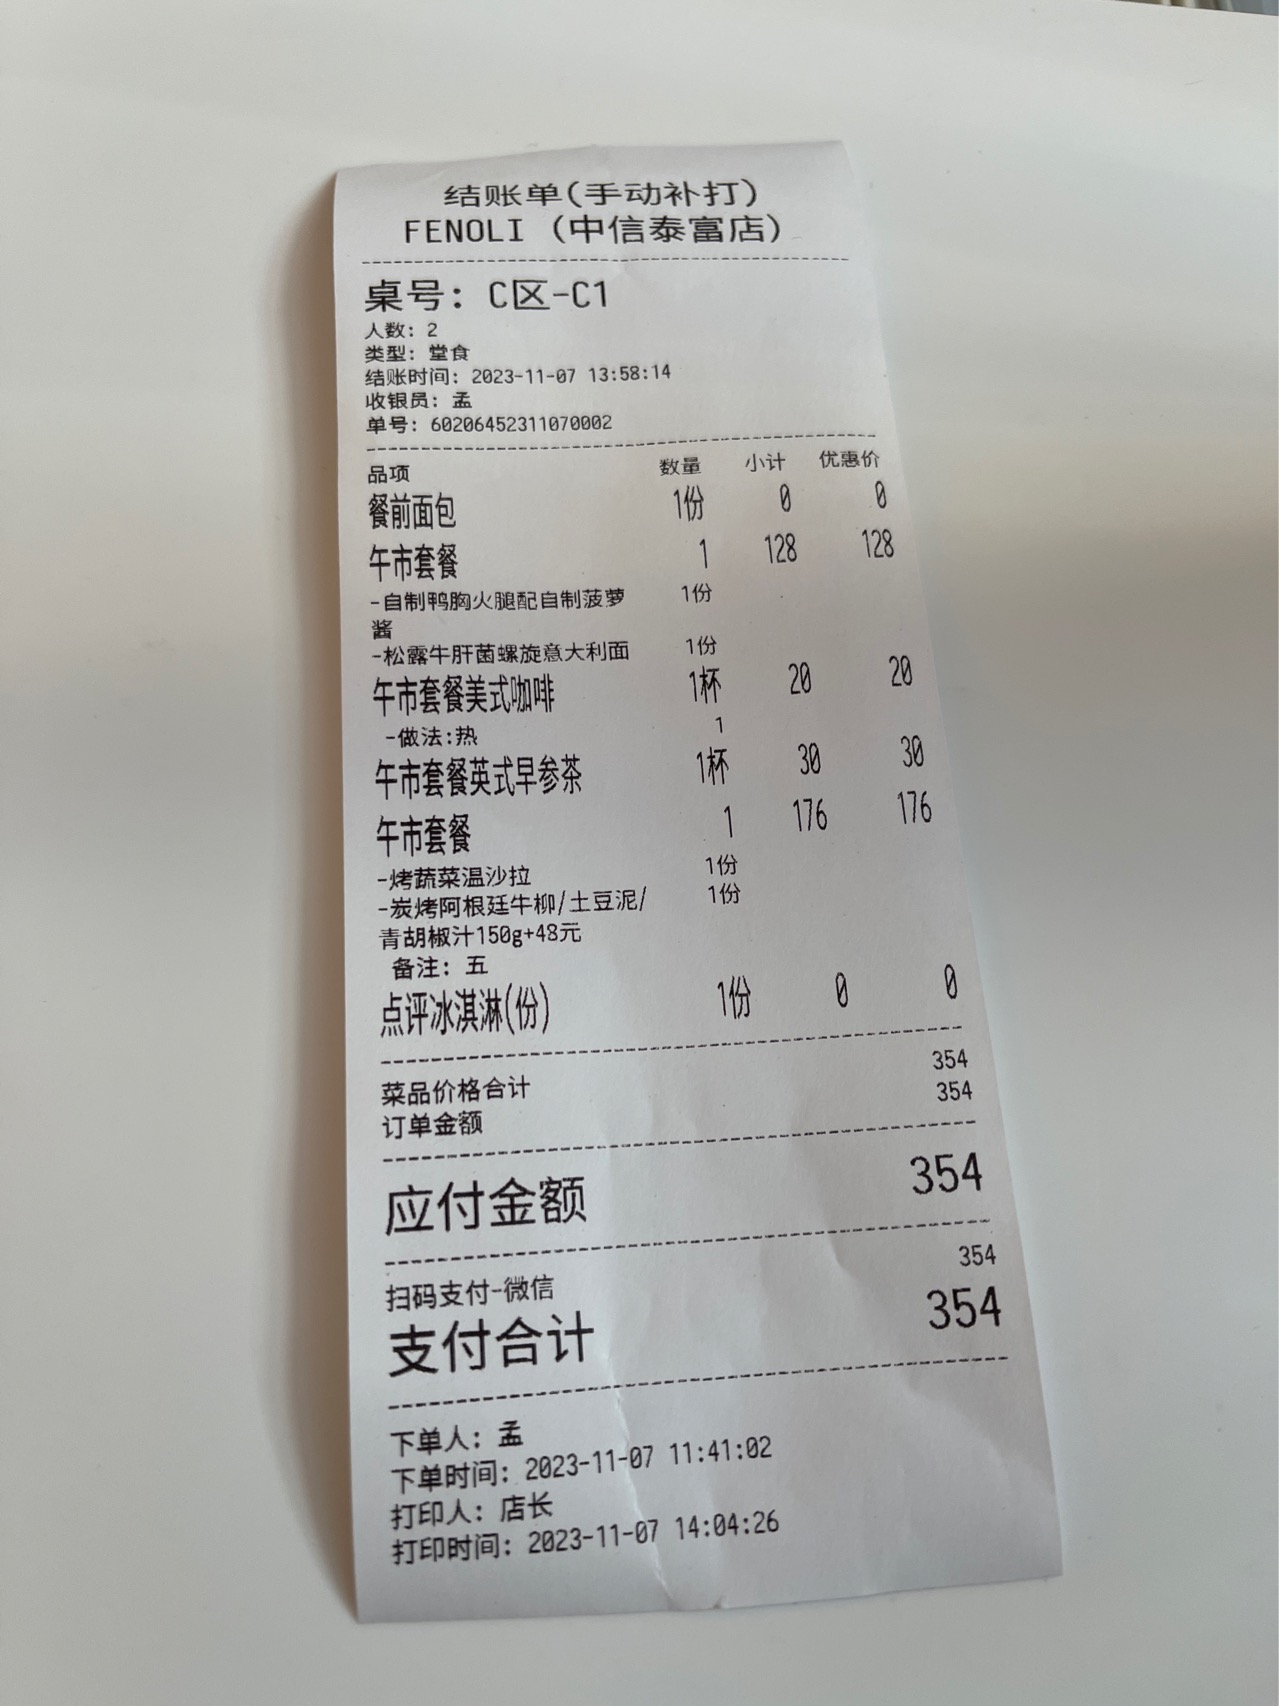 结账单(手动补打)
FENOLI (中信泰富店)
桌号: C区-C1
人数: 2
类型: 堂食
结账时间: 2023-11-07 13:58:14
收银员: 孟
单号: 60206452311070002
品项 数量 小计 优惠价
餐前面包 1份 0 0
午市套餐 1 128 128
-自制鸭胸火腿配自制菠萝 1份
酱
-松露牛肝菌螺旋意大利面 1份
午市套餐美式咖啡 1杯 20 20
-做法:热 1
午市套餐英式早参茶 1杯 30 30
午市套餐 1 176 176
-烤蔬菜温沙拉 1份
-炭烤阿根廷牛柳/土豆泥/ 1份
青胡椒汁150g+48元
备注: 五
点评冰淇淋(份) 1份 0 0
菜品价格合计 354
订单金额 354
应付金额 354
扫码支付-微信 354
支付合计 354
下单人: 孟
下单时间: 2023-11-07 11:41:02
打印人: 店长
打印时间: 2023-11-07 14:04:26